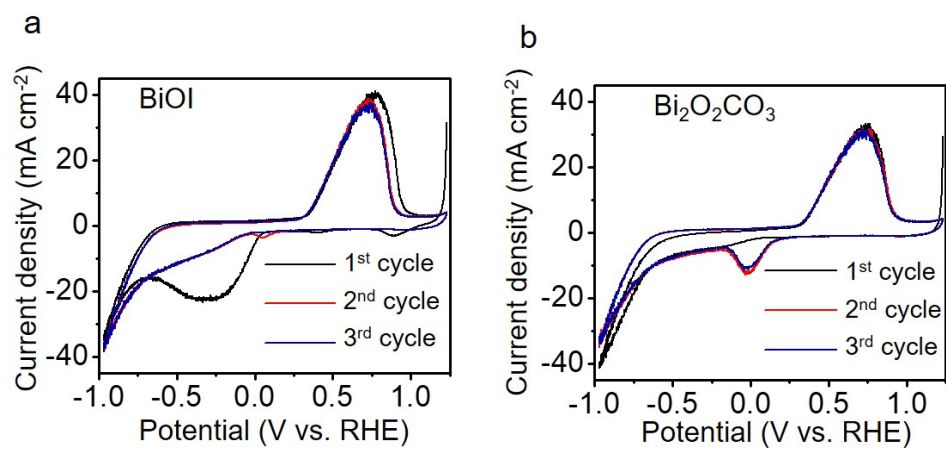 a
BiOI
40
20
0
-20
-40
Current density (mA cm-2)
1st cycle
2nd cycle
3rd cycle
-1.0
-0.5
0.0
0.5
1.0
Potential (V vs. RHE)
b
Bi2O2CO3
40
20
0
-20
-40
Current density (mA cm-2)
1st cycle
2nd cycle
3rd cycle
-1.0
-0.5
0.0
0.5
1.0
Potential (V vs. RHE)